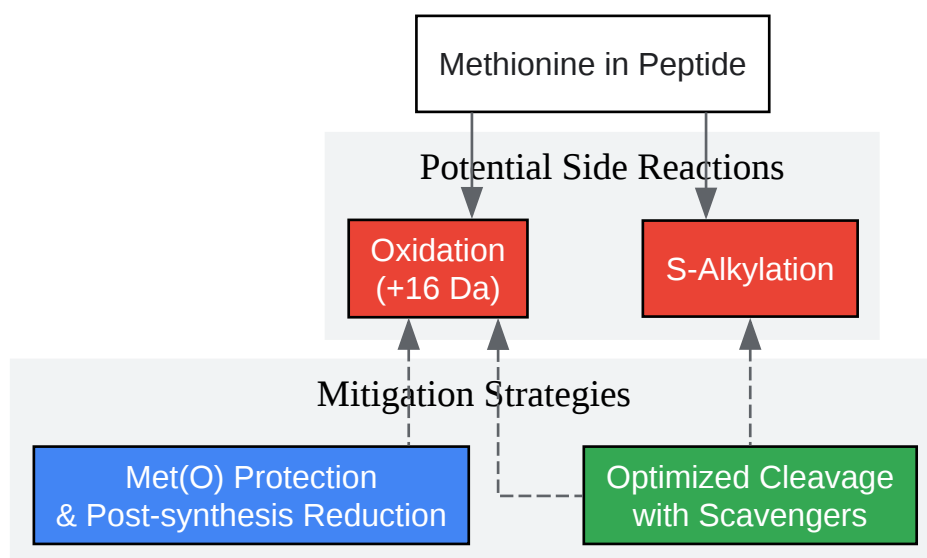 Methionine in Peptide
Potential Side Reactions
Oxidation
(+16 Da)
S-Alkylation
Mitigation Strategies
Met(O) Protection
& Post-synthesis Reduction
Optimized Cleavage
with Scavengers